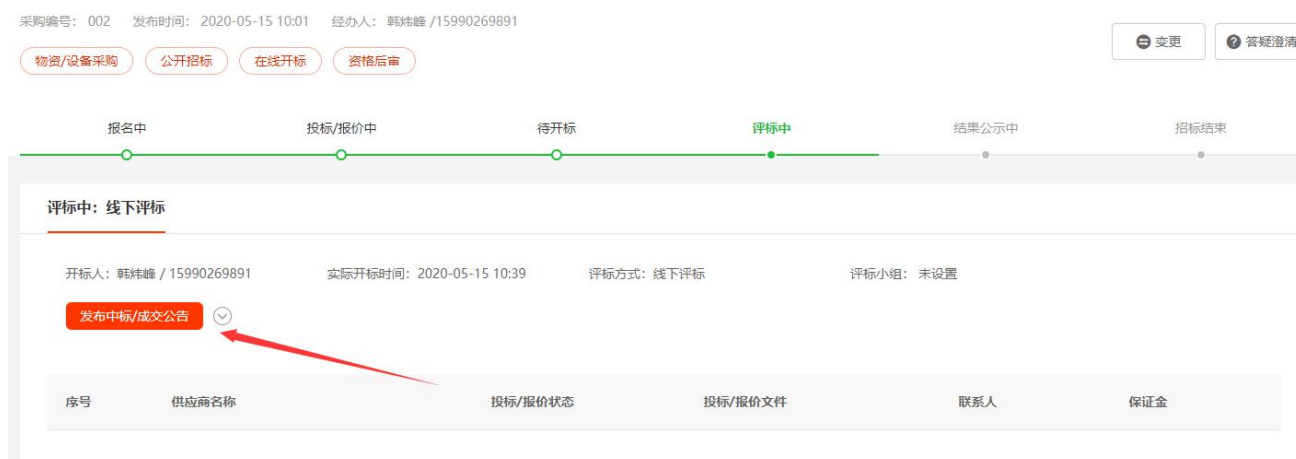 采购编号： 002 发布时间： 2020-05-15 10:01 经办人： 韩炜峰 /15990269891
变更 答疑澄清
物资/设备采购 公开招标 在线开标 资格后审
报名中 投标/报价中 待开标 评标中 结果公示中 招标结束
评标中：线下评标
开标人：韩炜峰 / 15990269891 实际开标时间：2020-05-15 10:39 评标方式：线下评标 评标小组： 未设置
发布中标/成交公告
序号 供应商名称 投标/报价状态 投标/报价文件 联系人 保证金